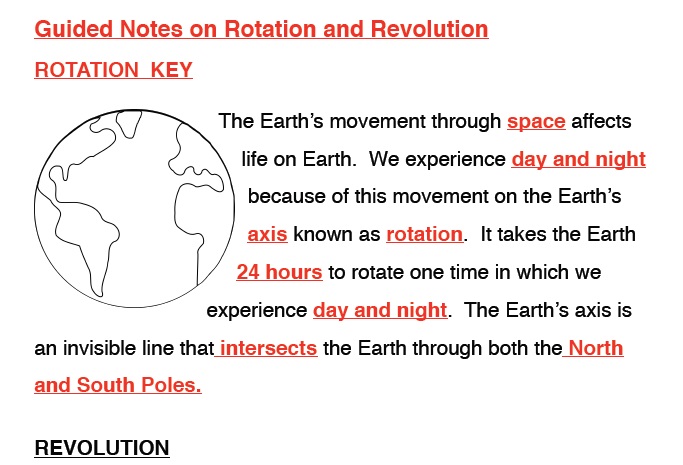 Guided Notes on Rotation and Revolution
ROTATION KEY
The Earth’s movement through space affects
life on Earth. We experience day and night
because of this movement on the Earth’s
axis known as rotation. It takes the Earth
24 hours to rotate one time in which we
experience day and night. The Earth’s axis is
an invisible line that intersects the Earth through both the North
and South Poles.
REVOLUTION